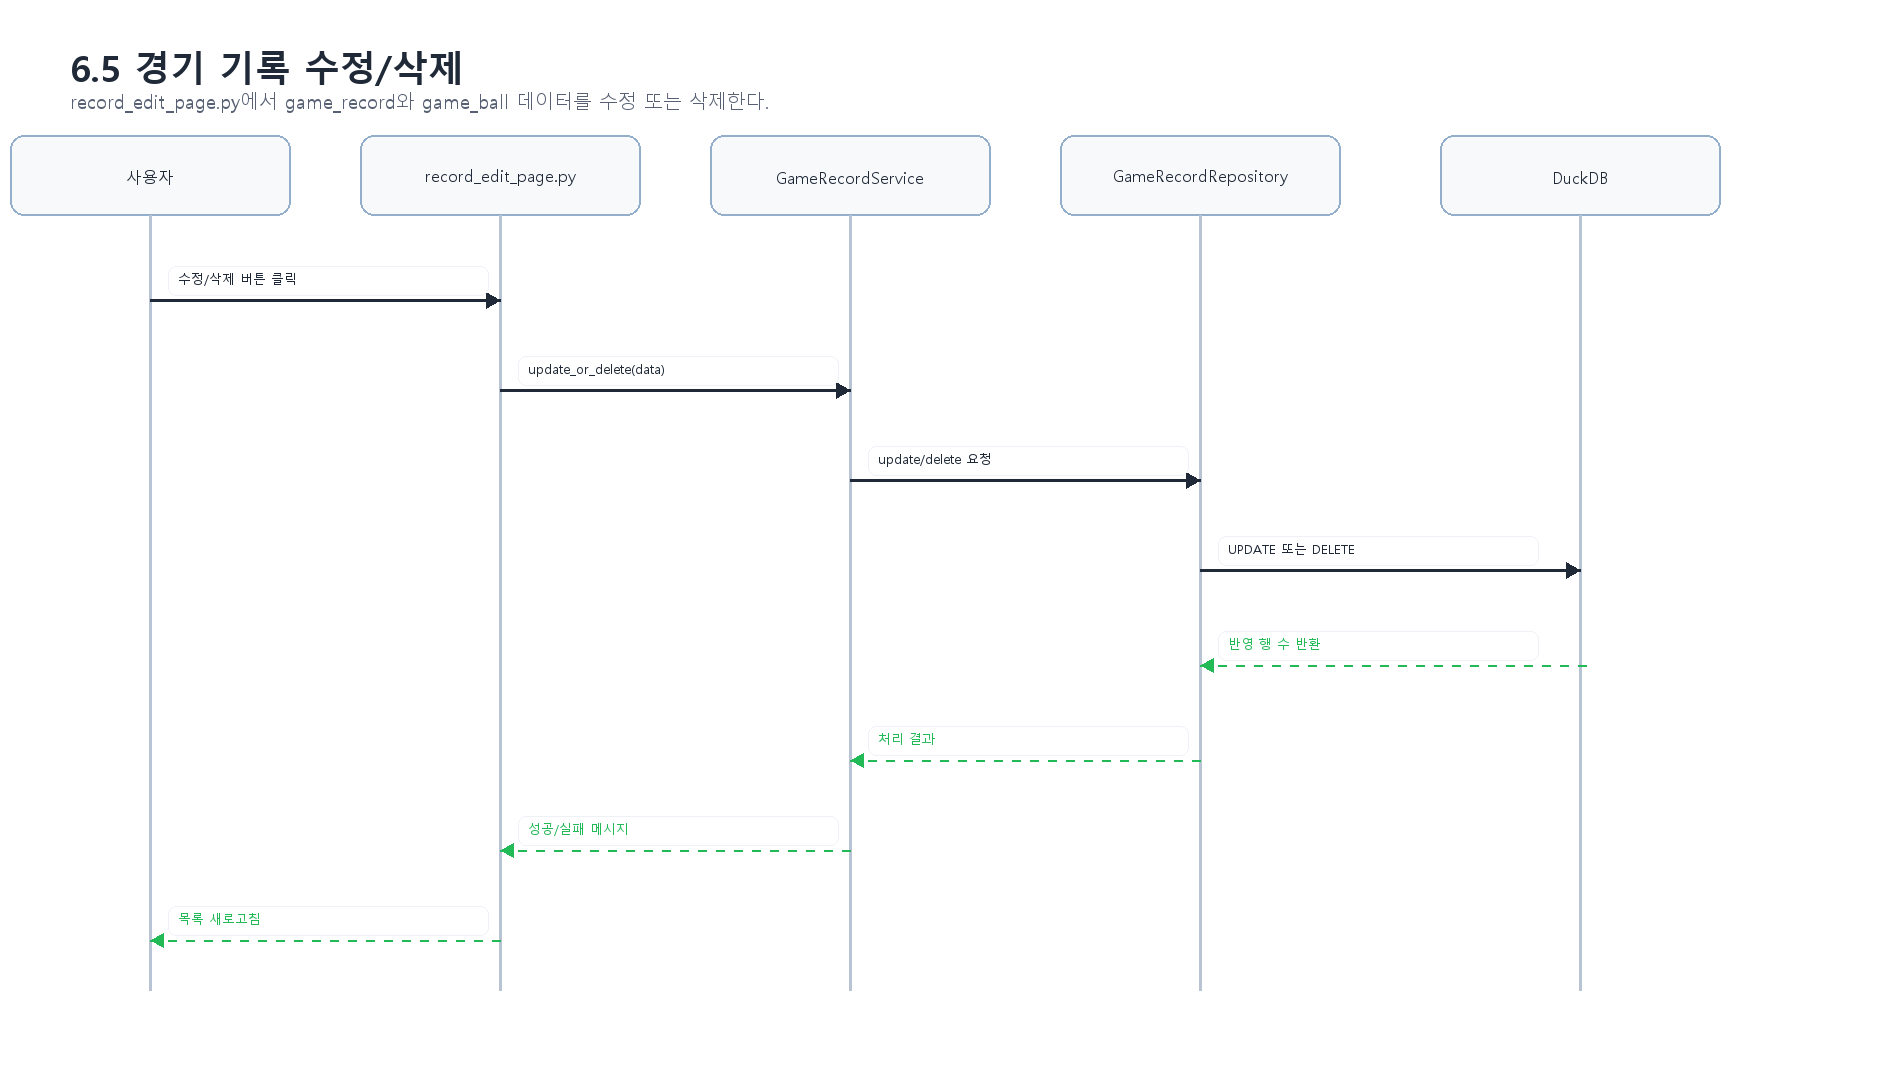 6.5 경기 기록 수정/삭제
record_edit_page.py에서 game_record와 game_ball 데이터를 수정 또는 삭제한다.
사용자
record_edit_page.py
GameRecordService
GameRecordRepository
DuckDB
수정/삭제 버튼 클릭
update_or_delete(data)
update/delete 요청
UPDATE 또는 DELETE
반영 행 수 반환
처리 결과
성공/실패 메시지
목록 새로고침